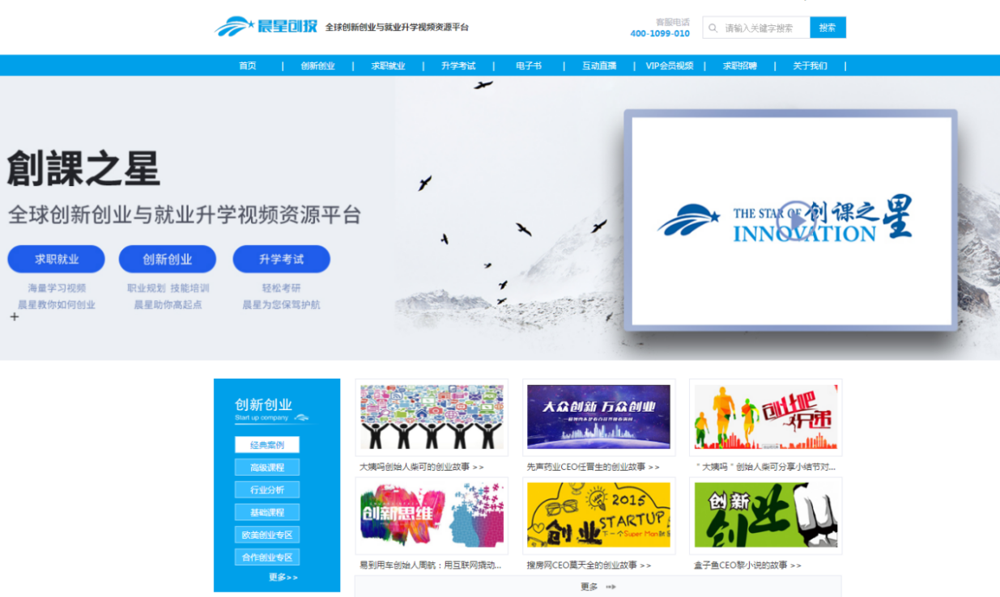 晨星创投
全球创新创业与就业升学视频资源平台
客服电话
400-1099-010
请输入关键字搜索
搜索
首页 | 创新创业 | 求职就业 | 升学考试 | 电子书 | 互动直播 | VIP会员视频 | 求职招聘 | 关于我们 |
創課之星
全球创新创业与就业升学视频资源平台
求职就业 创新创业 升学考试
海量学习视频 职业规划 技能培训 轻松考研
晨星教你如何创业 晨星助你高起点 晨星为您保驾护航
THE STAR OF 创课之星
INNOVATION
创新创业
Start up company
经典案例
高级课程
行业分析
基础课程
欧美创业专区
合作创业专区
更多>>
大众创新 万众创业
创业吧
兄弟
大姨吗创始人柴可的创业故事 >>
先声药业CEO任晋生的创业故事 >>
"大姨吗"创始人柴可分享小结节对...
创新思维
2015
STARTUP
创业
下一个Super Man就是
创新
创业
易到用车创始人周航：用互联网撬动...
搜房网CEO莫天全的创业故事 >>
盒子鱼CEO黎小说的故事 >>
更多